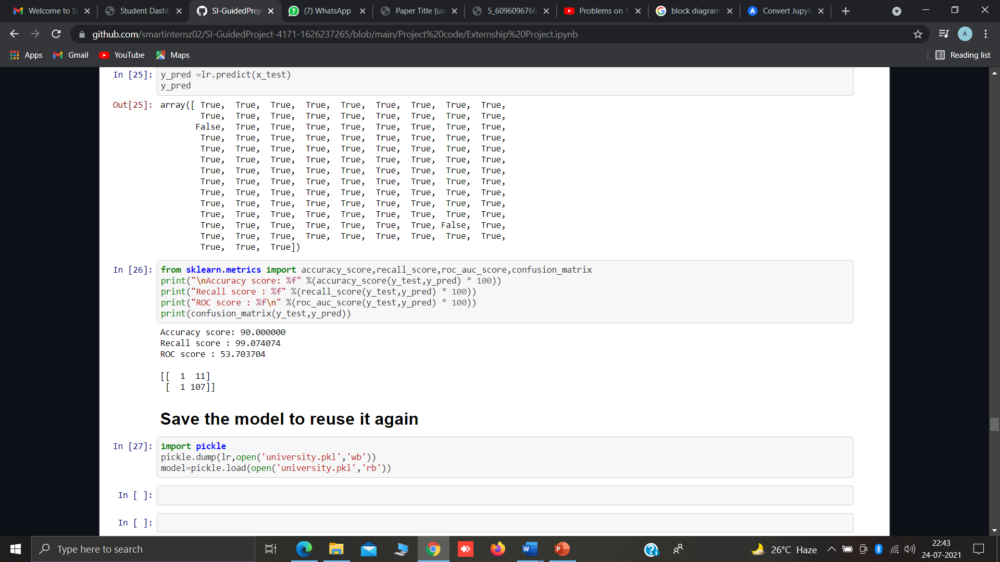 Welcome to Sr
Student Dashb
SI-GuidedProje
(7) WhatsApp
Paper Title (us
5_6096096766
Problems on T
block diagram
Convert Jupyt
github.com/smartinternz02/SI-GuidedProject-4171-1626237265/blob/main/Project%20code/Externship%20Project.ipynb
A
Apps
Gmail
YouTube
Maps
Reading list
In [25]: y_pred =lr.predict(x_test)
y_pred
Out[25]: array([ True, True, True, True, True, True, True, True, True,
True, True, True, True, True, True, True, True, True,
False, True, True, True, True, True, True, True, True,
True, True, True, True, True, True, True, True, True,
True, True, True, True, True, True, True, True, True,
True, True, True, True, True, True, True, True, True,
True, True, True, True, True, True, True, True, True,
True, True, True, True, True, True, True, True, True,
True, True, True, True, True, True, True, True, True,
True, True, True, True, True, True, True, True, True,
True, True, True, True, True, True, True, True, True,
True, True, True, True, True, True, True, False, True,
True, True, True, True, True, True, True, True, True,
True, True, True])
In [26]: from sklearn.metrics import accuracy_score,recall_score,roc_auc_score,confusion_matrix
print("\nAccuracy score: %f" %(accuracy_score(y_test,y_pred) * 100))
print("Recall score : %f" %(recall_score(y_test,y_pred) * 100))
print("ROC score : %f\n" %(roc_auc_score(y_test,y_pred) * 100))
print(confusion_matrix(y_test,y_pred))
Accuracy score: 90.000000
Recall score : 99.074074
ROC score : 53.703704
[[ 1 11]
[ 1 107]]
Save the model to reuse it again
In [27]: import pickle
pickle.dump(lr,open('university.pkl','wb'))
model=pickle.load(open('university.pkl','rb'))
In [ ]:
In [ ]:
Type here to search
26°C Haze
22:43
24-07-2021